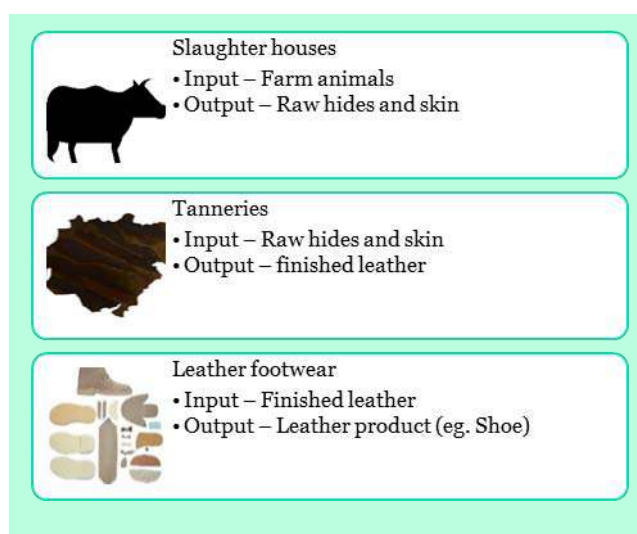 Slaughter houses
• Input – Farm animals
• Output – Raw hides and skin
Tanneries
• Input – Raw hides and skin
• Output – finished leather
Leather footwear
• Input – Finished leather
• Output – Leather product (eg. Shoe)